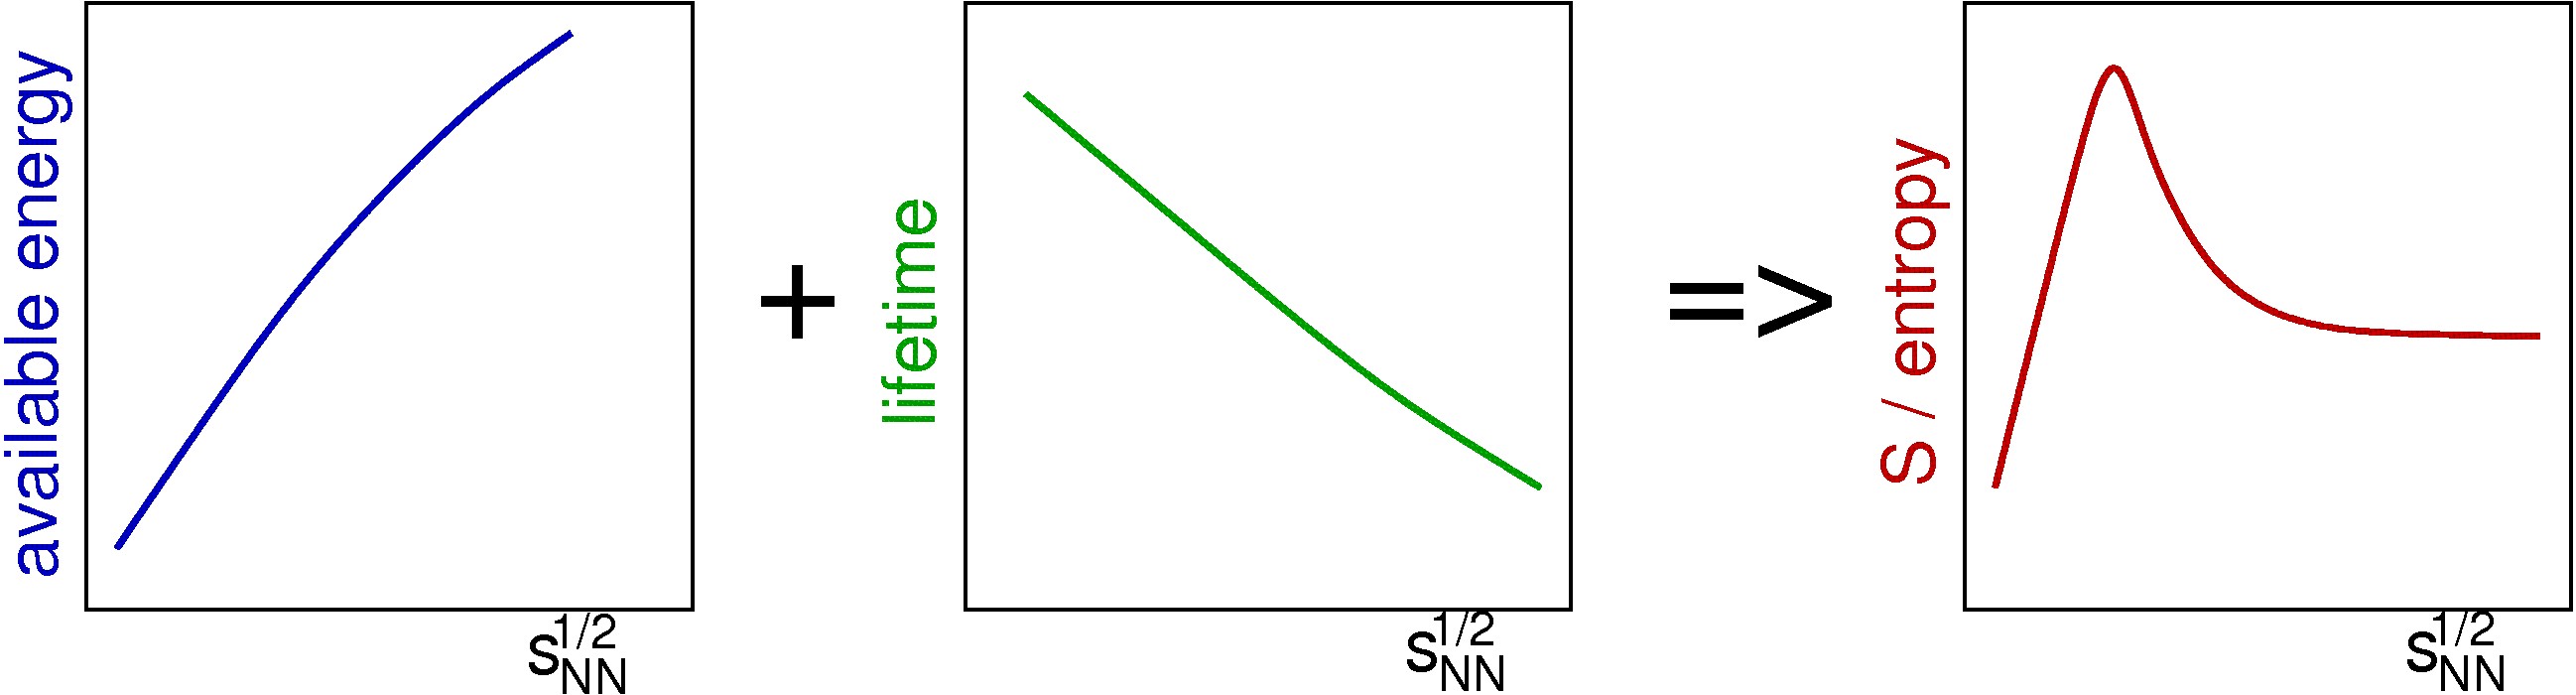 available energy
s_NN^1/2
+
lifetime
s_NN^1/2
=>
S / entropy
s_NN^1/2